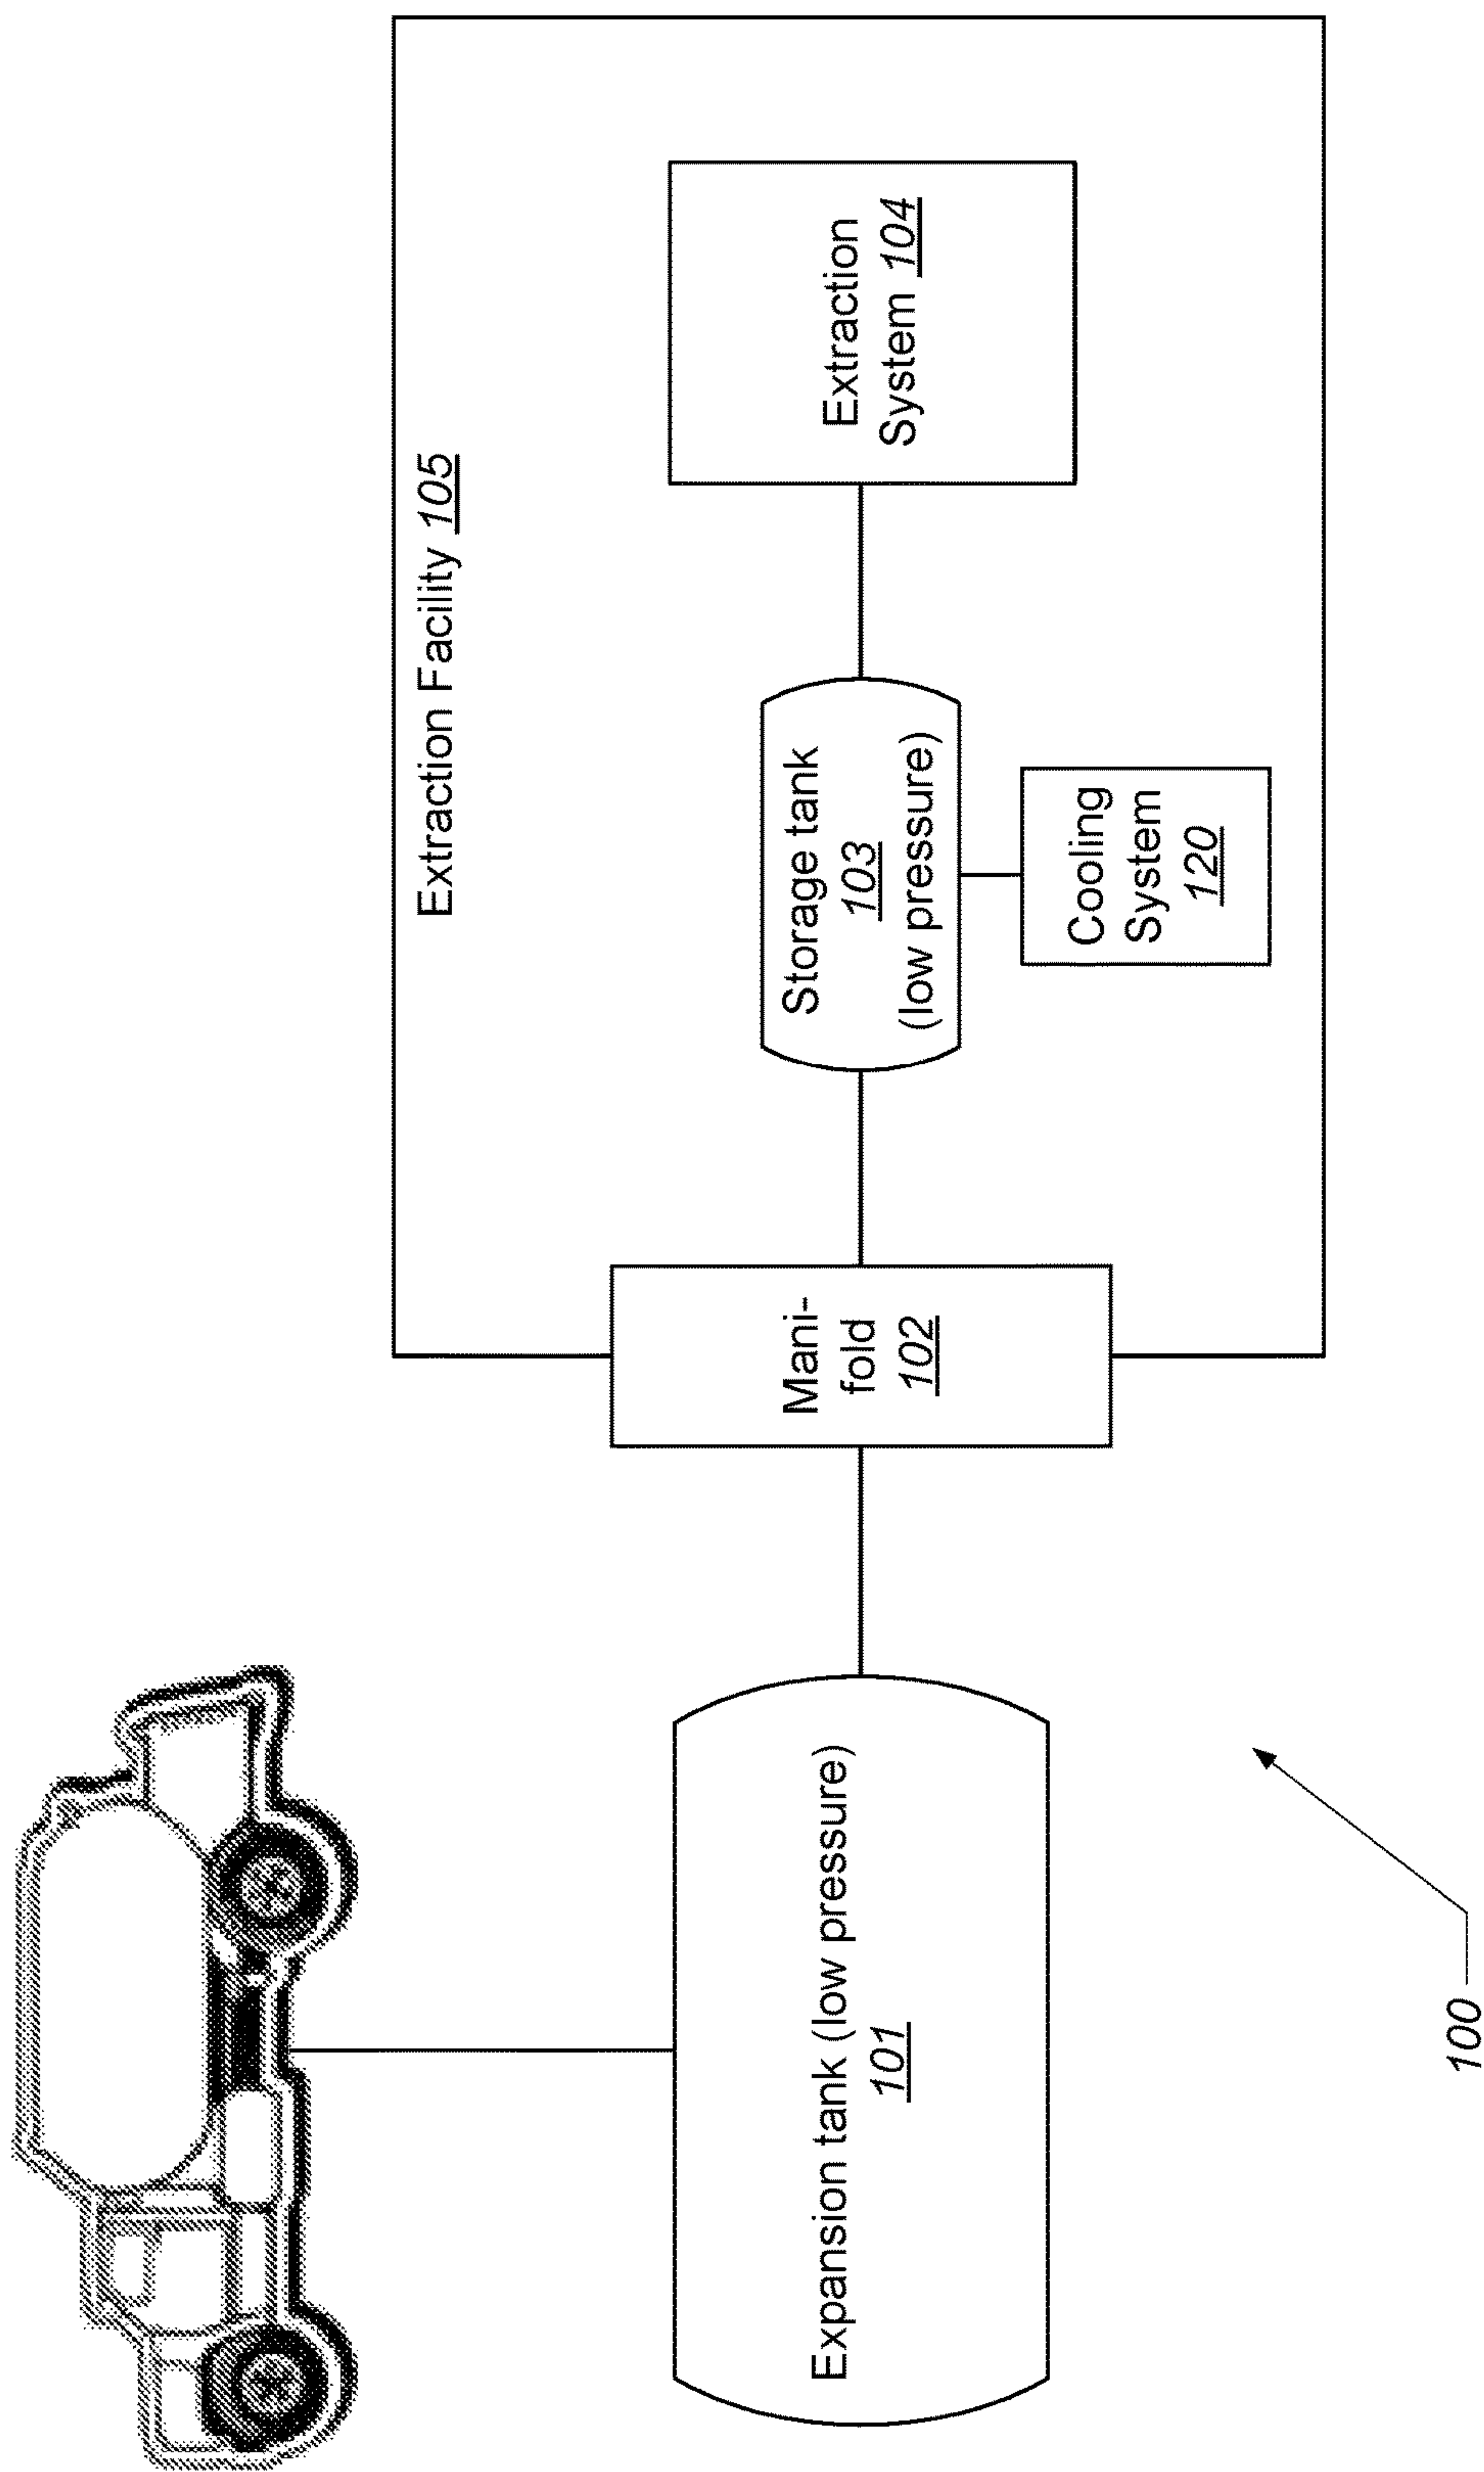 Extraction Facility 105
Expansion tank (low pressure)
101
Mani-
fold
102
Storage tank
103
(low pressure)
Cooling
System
120
Extraction
System 104
100